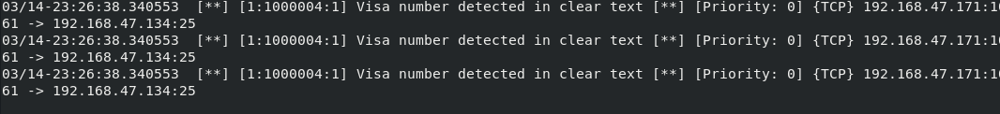 03/14-23:26:38.340553  [**] [1:1000004:1] Visa number detected in clear text [**] [Priority: 0] {TCP} 192.168.47.171:10
61 -> 192.168.47.134:25
03/14-23:26:38.340553  [**] [1:1000004:1] Visa number detected in clear text [**] [Priority: 0] {TCP} 192.168.47.171:10
61 -> 192.168.47.134:25
03/14-23:26:38.340553  [**] [1:1000004:1] Visa number detected in clear text [**] [Priority: 0] {TCP} 192.168.47.171:10
61 -> 192.168.47.134:25